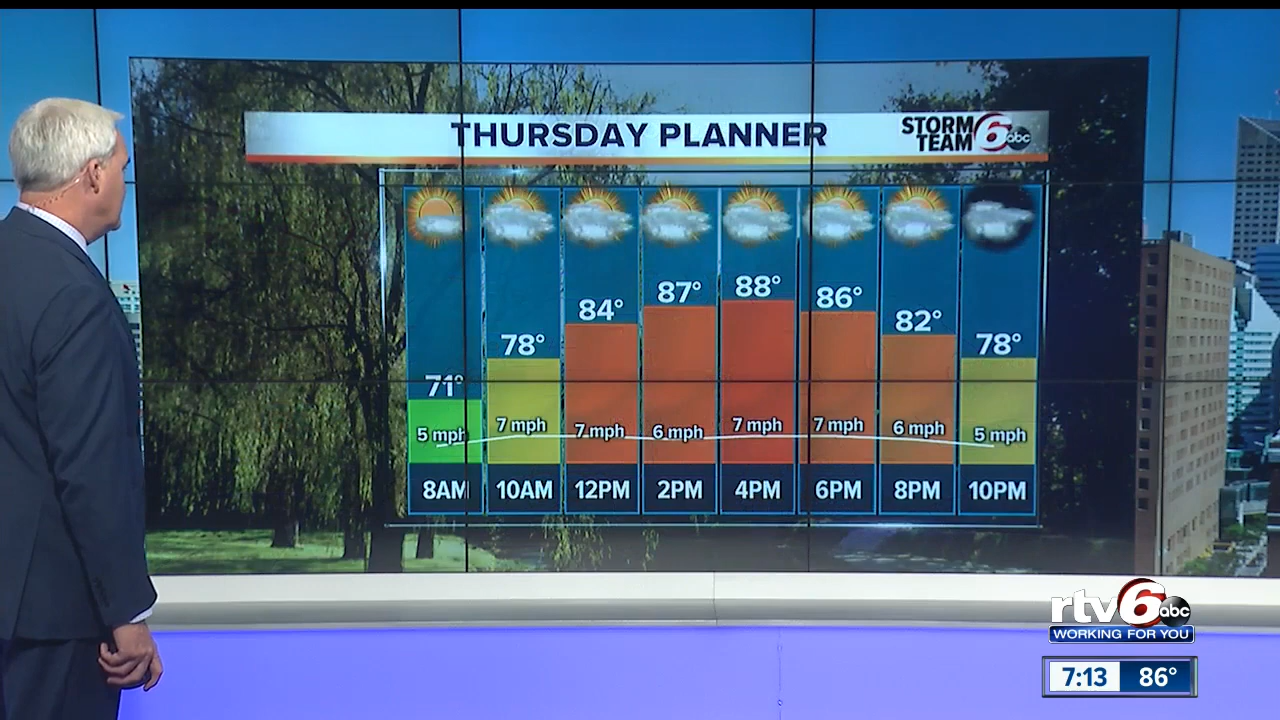 THURSDAY PLANNER
STORM TEAM 6 abc
71° 78° 84° 87° 88° 86° 82° 78°
5 mph 7 mph 7 mph 6 mph 7 mph 7 mph 6 mph 5 mph
8AM 10AM 12PM 2PM 4PM 6PM 8PM 10PM
rtv6 abc
WORKING FOR YOU
7:13 86°